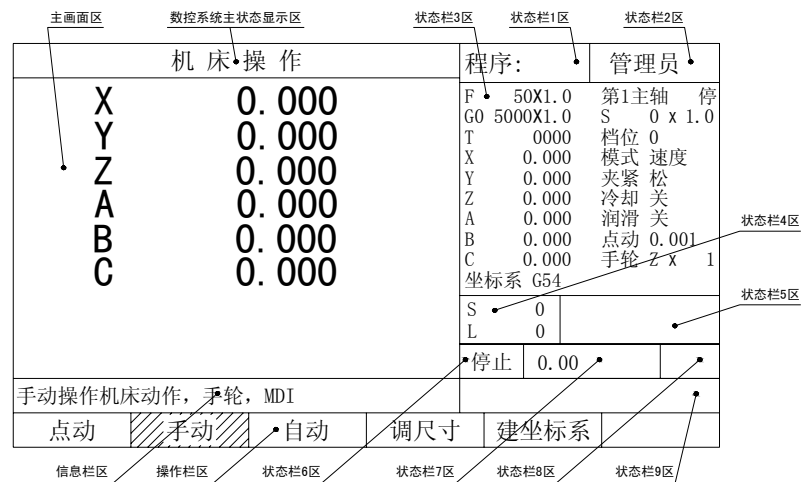 主画面区 数控系统主状态显示区 状态栏3区 状态栏1区 状态栏2区
机床操作 程序: 管理员
X 0.000
Y 0.000
Z 0.000
A 0.000
B 0.000
C 0.000
F 50X1.0 第1主轴 停
G0 5000X1.0 S 0 x 1.0
T 0000 档位 0
X 0.000 模式 速度
Y 0.000 夹紧 松
Z 0.000 冷却 关
A 0.000 润滑 关
B 0.000 点动 0.001
C 0.000 手轮 Z X 1
坐标系 G54
状态栏4区
S 0
L 0
状态栏5区
停止 0.00
手动操作机床动作，手轮，MDI
点动 手动 自动 调尺寸 建坐标系
信息栏区 操作栏区 状态栏6区 状态栏7区 状态栏8区 状态栏9区